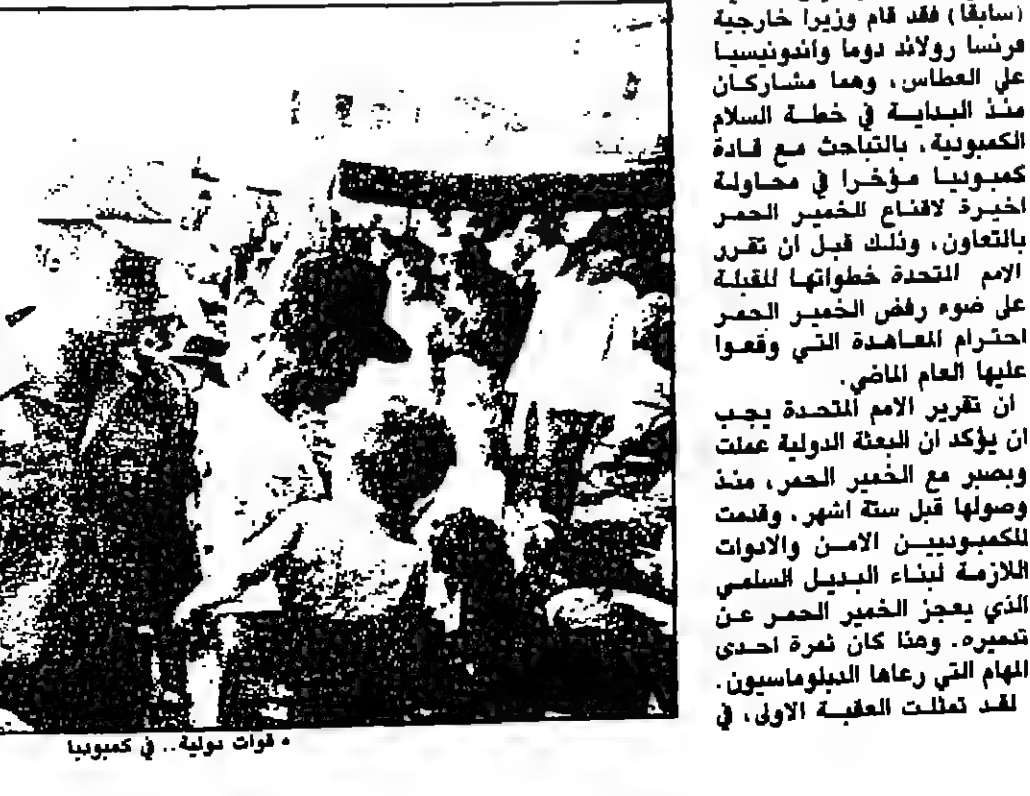 (سابقا) فقد قام وزيرا خارجية
فرنسا رولاند دوما واندونيسيا
علي العطاس، وهما مشاركان
منذ البداية في خطة السلام
الكمبودية، بالتباحث مع قادة
كمبوديا مؤخرا في محاولة
اخيرة لاقناع الخمير الحمر
بالتعاون، وذلك قبل ان تقرر
الامم المتحدة خطواتها المقبلة
على ضوء رفض الخمير الحمر
احترام المعاهدة التي وقعوا
عليها العام الماضي.
ان تقرير الامم المتحدة يجب
ان يؤكد ان البعثة الدولية عملت
وبصبر مع الخمير الحمر، منذ
وصولها قبل ستة اشهر، وقدمت
للكمبوديين الامن والادوات
اللازمة لبناء البديل السلمي
الذي يعجز الخمير الحمر عن
تدميره. وهذا كان ثمرة احدى
المهام التي رعاها الدبلوماسيون.
لقد تمثلت العقبة الاولى، في
* قوات دولية.. في كمبوديا